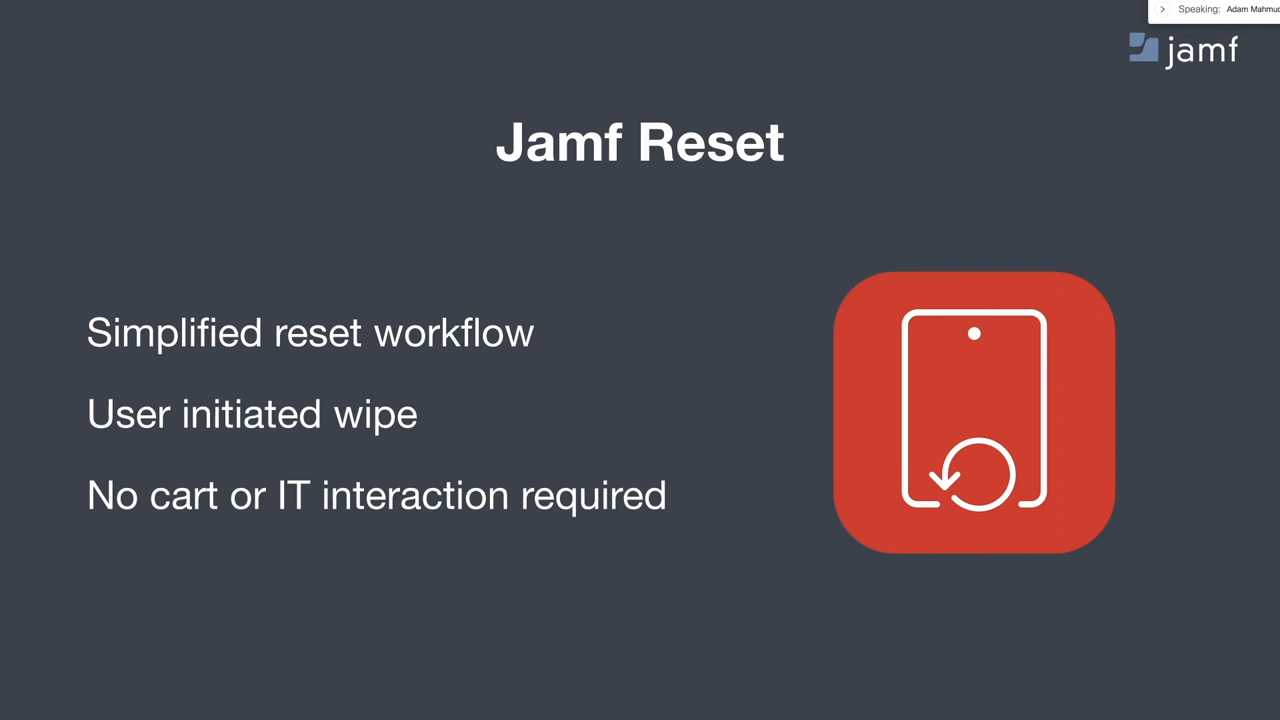 Speaking:
jamf
Jamf Reset
Simplified reset workflow
User initiated wipe
No cart or IT interaction required